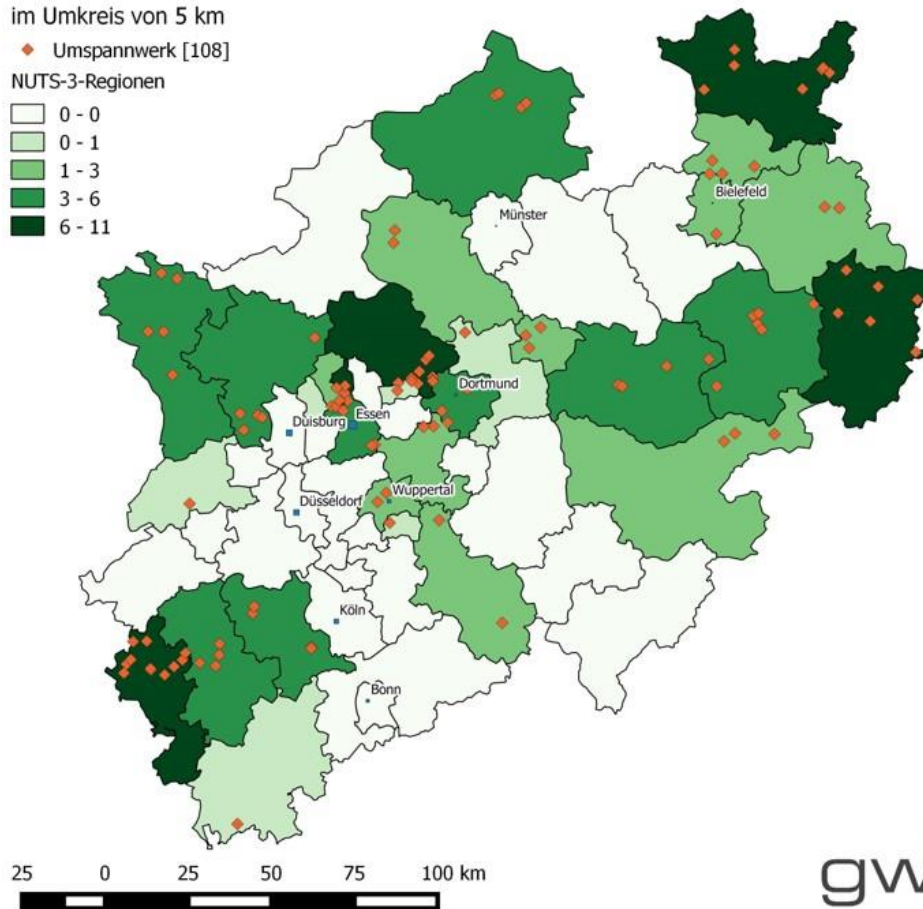 im Umkreis von 5 km
Umspannwerk [108]
NUTS-3-Regionen
0 - 0
0 - 1
1 - 3
3 - 6
6 - 11
Bielefeld
Münster
Dortmund
Essen
Duisburg
Wuppertal
Düsseldorf
Köln
Bonn
25 0 25 50 75 100 km
gw